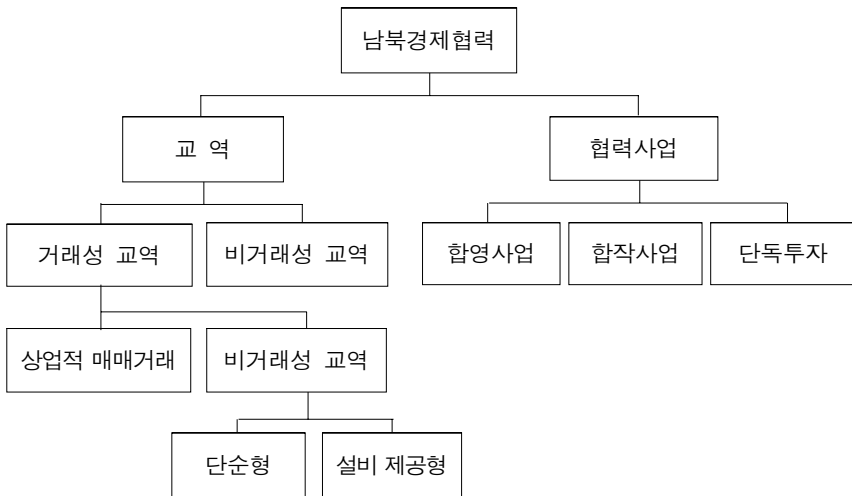 남북경제협력
교 역
협력사업
거래성 교역
비거래성 교역
합영사업
합작사업
단독투자
상업적 매매거래
비거래성 교역
단순형
설비 제공형